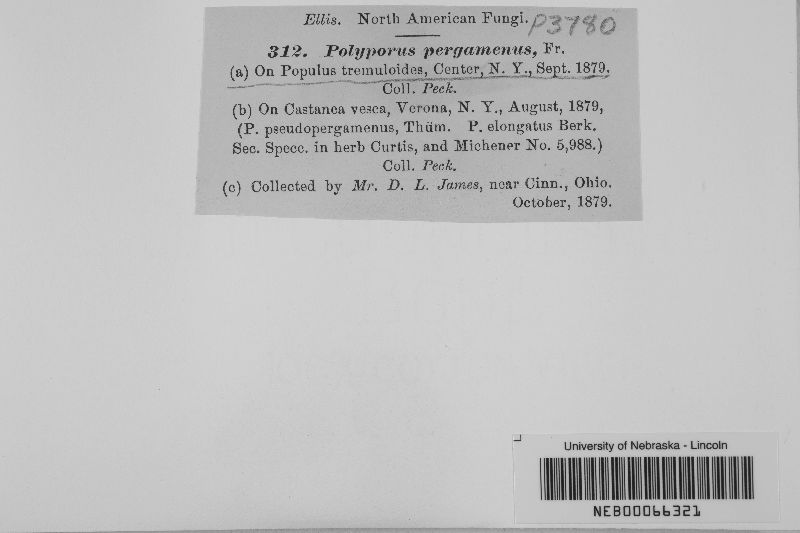 Ellis. North American Fungi. P3780
312. Polyporus pergamenus, Fr.
(a) On Populus tremuloides, Center, N. Y., Sept. 1879.
Coll. Peck.
(b) On Castanea vesca, Verona, N. Y., August, 1879,
(P. pseudopergamenus, Thüm. P. elongatus Berk.
Sec. Specc. in herb Curtis, and Michener No. 5,988.)
Coll. Peck.
(c) Collected by Mr. D. L. James, near Cinn., Ohio.
October, 1879.
University of Nebraska - Lincoln
NEB00066321